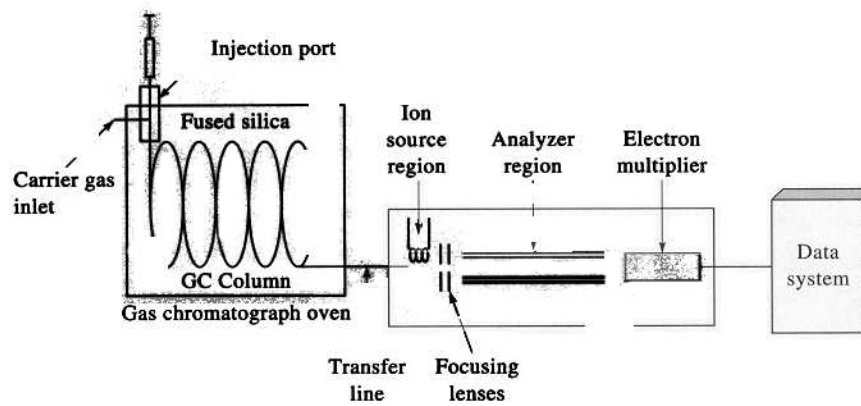 Injection port
Fused silica
Carrier gas
inlet
GC Column
Gas chromatograph oven
Ion
source
region
Analyzer
region
Electron
multiplier
Data
system
Transfer
line
Focusing
lenses